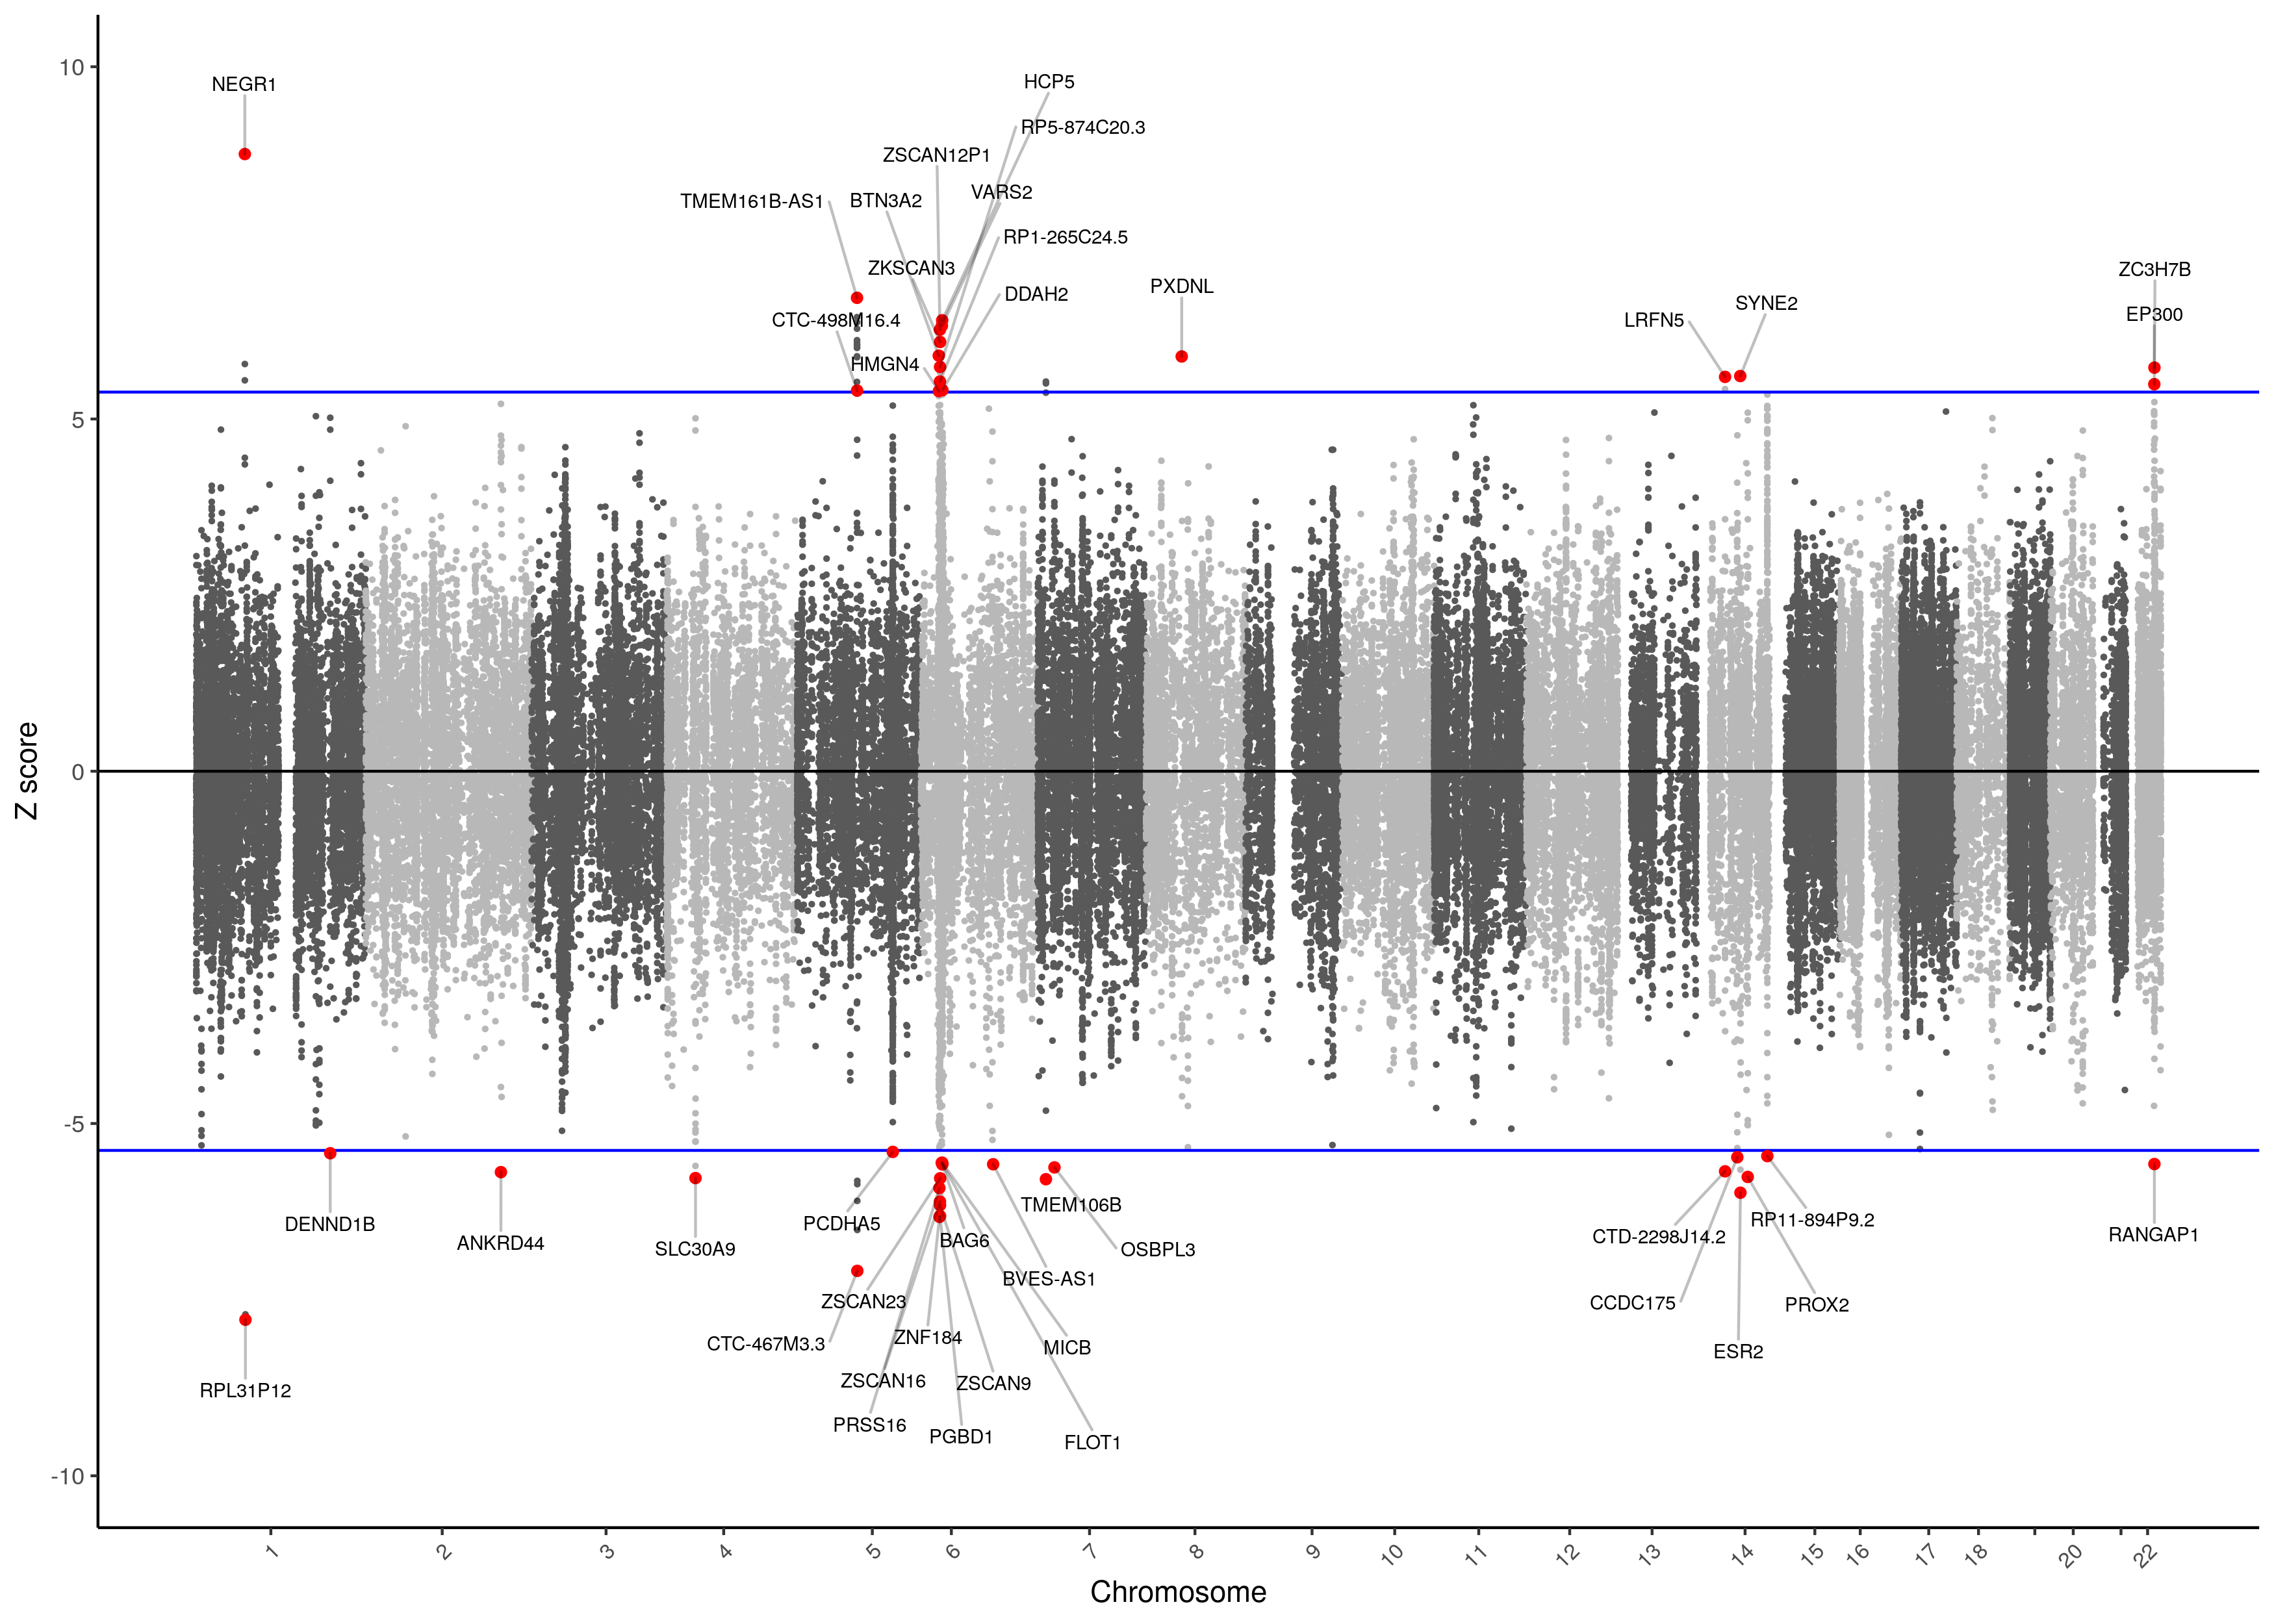 10
NEGR1
HCP5
RP5-874C20.3
ZSCAN12P1
VARS2
TMEM161B-AS1
BTN3A2
RP1-265C24.5
ZKSCAN3
ZC3H7B
PXDNL
DDAH2
SYNE2
EP300
CTC-498M16.4
LRFN5
HMGN4
5
Z score
0
-5
TMEM106B
DENND1B
PCDHA5
RP11-894P9.2
ANKRD44
SLC30A9
BAG6
OSBPL3
CTD-2298J14.2
RANGAP1
BVES-AS1
ZSCAN23
CCDC175
PROX2
CTC-467M3.3
ZNF184
MICB
ESR2
RPL31P12
ZSCAN16
ZSCAN9
PRSS16
PGBD1
FLOT1
-10
1
2
3
4
5
6
7
8
9
10
11
12
13
14
15
16
17
18
20
22
Chromosome